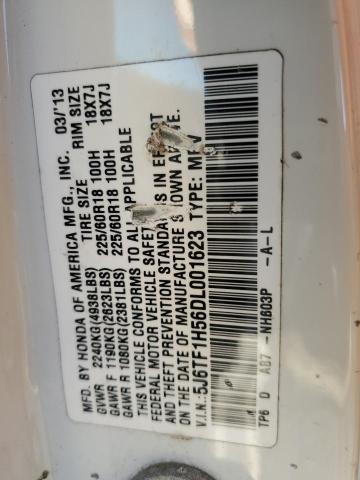 MFD. BY HONDA OF AMERICA MFG., INC. 03/'13
TIRE SIZE RIM SIZE
GVWR 2240KG(4938LBS)
GAWR F 1190KG(2623LBS) 225/60R18 100H 18X7J
GAWR R 1080KG(2381LBS) 225/60R18 100H 18X7J
THIS VEHICLE CONFORMS TO ALL APPLICABLE
FEDERAL MOTOR VEHICLE SAFETY
AND THEFT PREVENTION STANDARDS IN EFFECT
ON THE DATE OF MANUFACTURE SHOWN ABOVE.
V.I.N.: 5J6TF1H56DL001623 TYPE: MPV
TP6 D A87 -HH603P -A-L